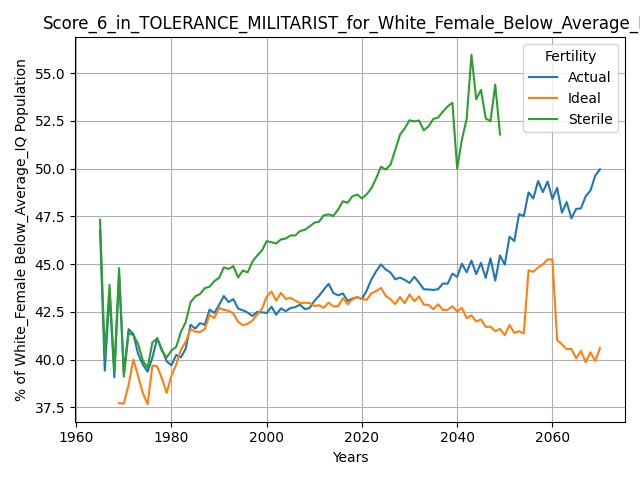 Score_6_in_TOLERANCE_MILITARIST_for_White_Female_Below_Average_
% of White_Female Below_Average_IQ Population
55.0
52.5
50.0
47.5
45.0
42.5
40.0
37.5
1960
1980
2000
2020
2040
2060
Years
Fertility
Actual
Ideal
Sterile